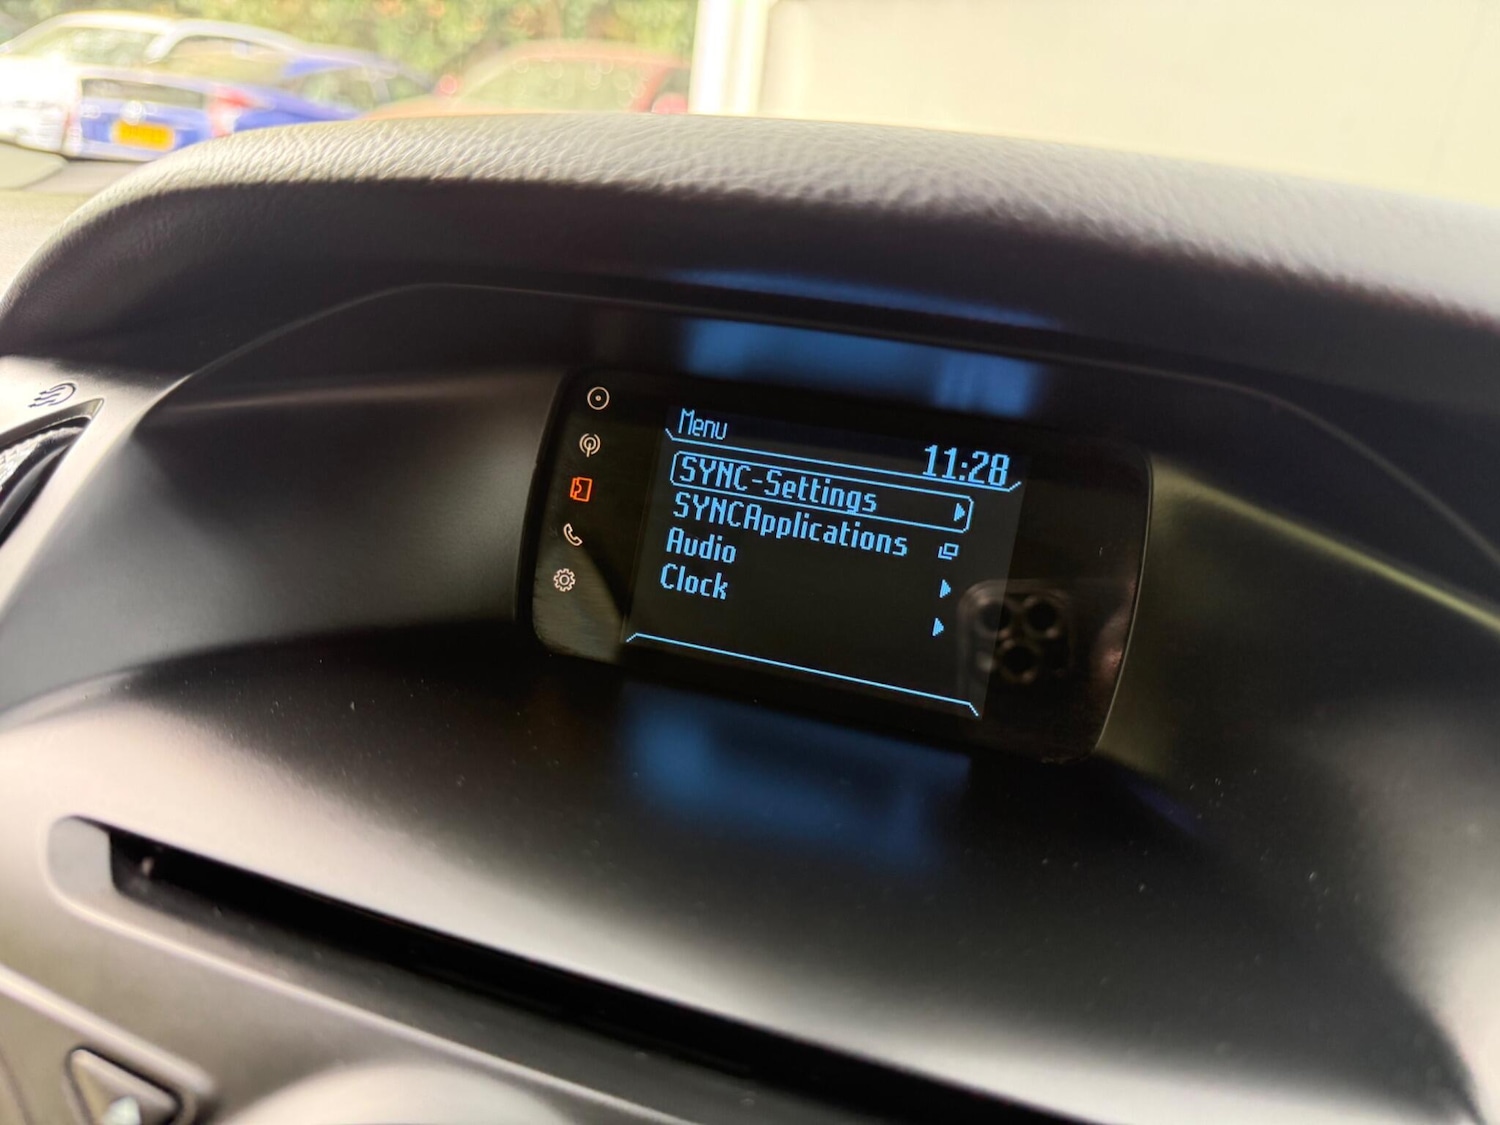 Menu
11:28
SYNC-Settings
SYNCApplications
Audio
Clock